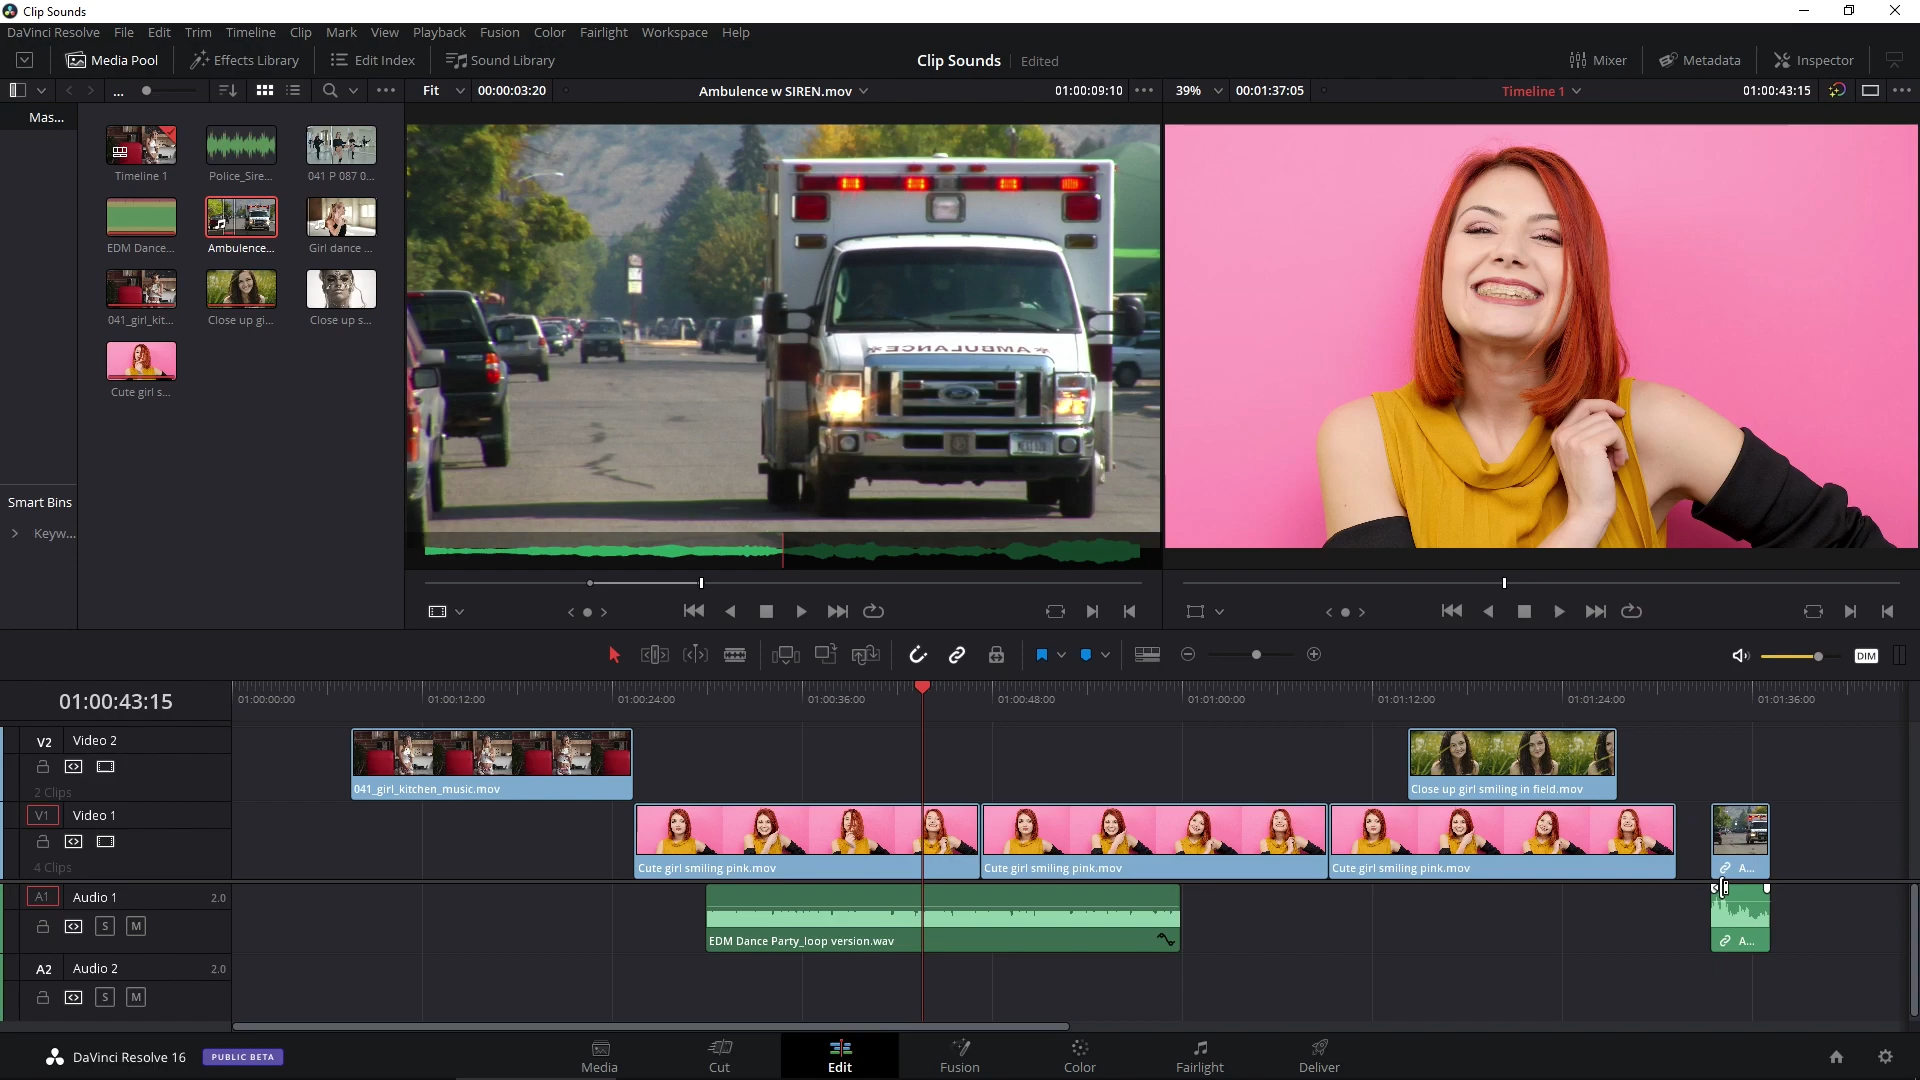 Clip Sounds
DaVinci Resolve File Edit Trim Timeline Clip Mark View Playback Fusion Color Fairlight Workspace Help
Media Pool Effects Library Edit Index Sound Library Clip Sounds Edited Mixer Metadata Inspector
... Fit 00:00:03:20 Ambulence w SIREN.mov 01:00:09:10 39% 00:01:37:05 Timeline 1 01:00:43:15
Mas...
Timeline 1 Police_Sire... 041 P 087 0...
EDM Dance... Ambulence... Girl dance ...
041_girl_kit... Close up gi... Close up s...
Cute girl s...
AMBULANCE
Smart Bins
Keyw...
DIM
01:00:43:15
01:00:00:00 01:00:12:00 01:00:24:00 01:00:36:00 01:00:48:00 01:01:00:00 01:01:12:00 01:01:24:00 01:01:36:00
V2 Video 2
2 Clips
041_girl_kitchen_music.mov
Close up girl smiling in field.mov
V1 Video 1
4 Clips
Cute girl smiling pink.mov Cute girl smiling pink.mov Cute girl smiling pink.mov A...
A1 Audio 1 2.0
S M
EDM Dance Party_loop version.wav A...
A2 Audio 2 2.0
S M
DaVinci Resolve 16 PUBLIC BETA
Media Cut Edit Fusion Color Fairlight Deliver